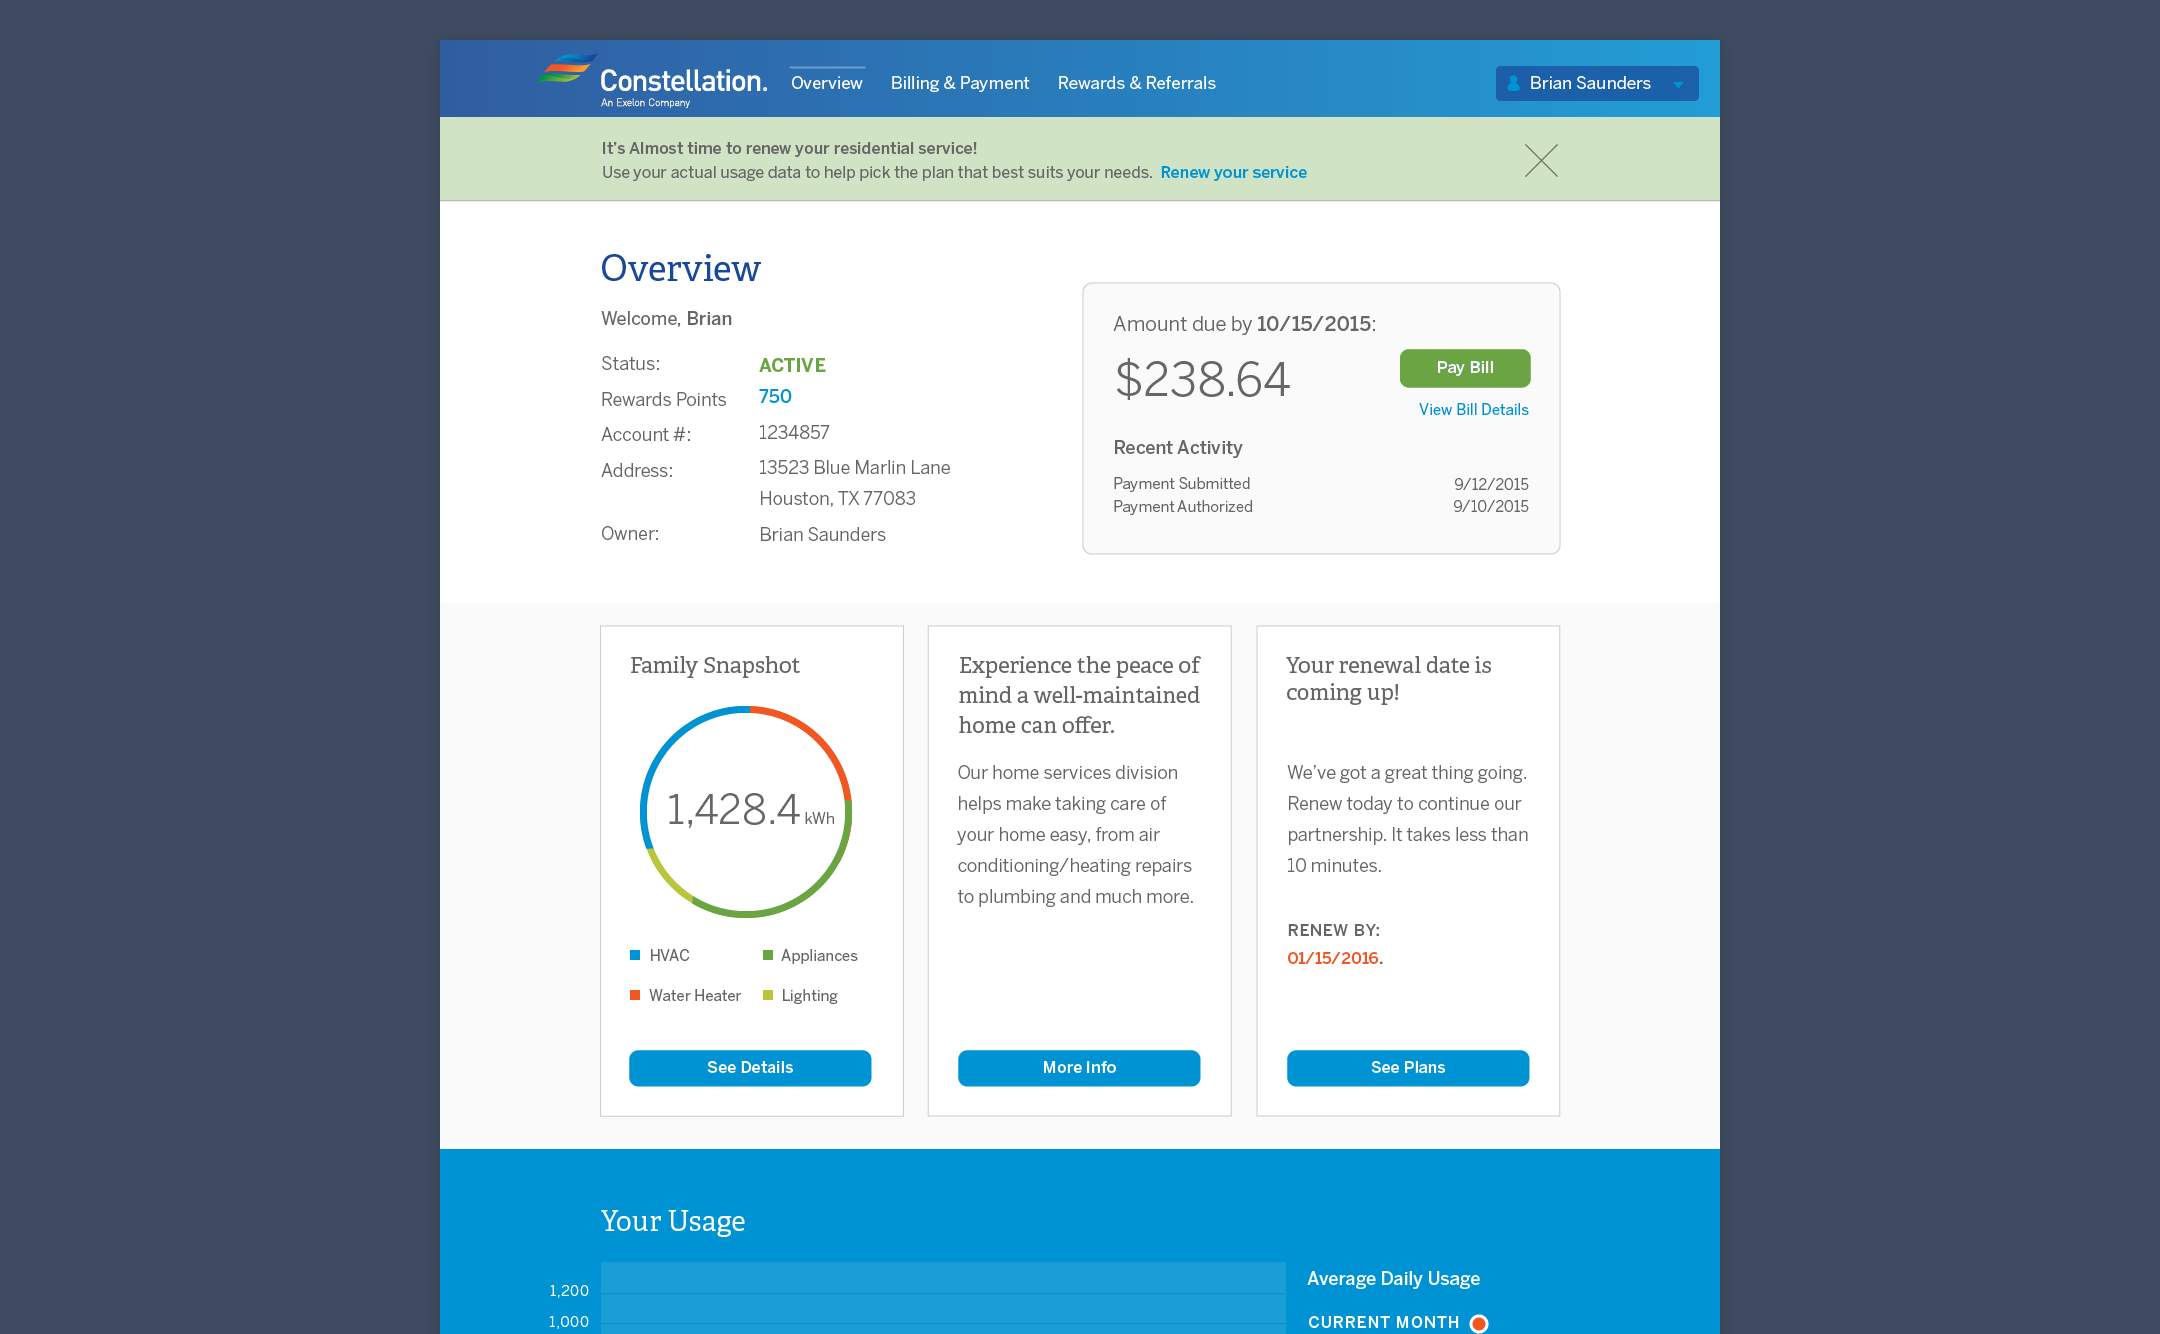 Constellation.
An Exelon Company
Overview
Billing & Payment
Rewards & Referrals
Brian Saunders
It's Almost time to renew your residential service!
Use your actual usage data to help pick the plan that best suits your needs. Renew your service
Overview
Welcome, Brian
Status: ACTIVE
Rewards Points 750
Account #: 1234857
Address: 13523 Blue Marlin Lane
Houston, TX 77083
Owner: Brian Saunders
Amount due by 10/15/2015:
$238.64
Pay Bill
View Bill Details
Recent Activity
Payment Submitted 9/12/2015
Payment Authorized 9/10/2015
Family Snapshot
1,428.4 kWh
HVAC
Appliances
Water Heater
Lighting
See Details
Experience the peace of
mind a well-maintained
home can offer.
Our home services division
helps make taking care of
your home easy, from air
conditioning/heating repairs
to plumbing and much more.
More Info
Your renewal date is
coming up!
We've got a great thing going.
Renew today to continue our
partnership. It takes less than
10 minutes.
RENEW BY:
01/15/2016.
See Plans
Your Usage
1,200
1,000
Average Daily Usage
CURRENT MONTH